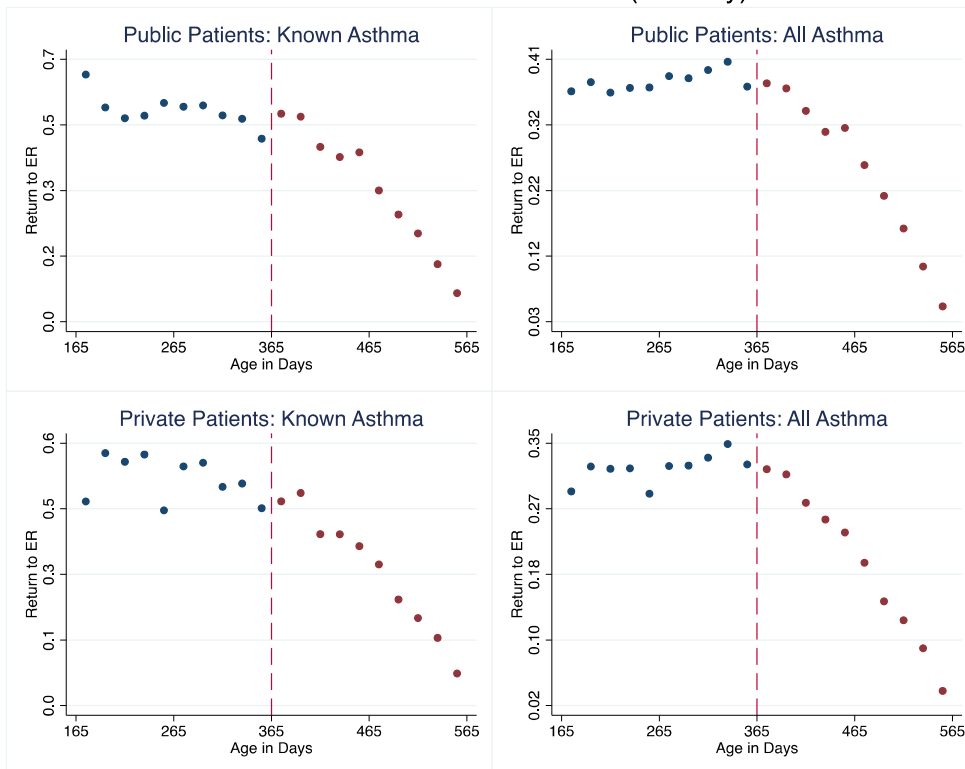 Public Patients: Known Asthma
Return to ER
0.7
0.5
0.3
0.2
0.0
165 265 365 465 565
Age in Days
Public Patients: All Asthma
Return to ER
0.41
0.32
0.22
0.12
0.03
165 265 365 465 565
Age in Days
Private Patients: Known Asthma
Return to ER
0.6
0.5
0.3
0.1
0.0
165 265 365 465 565
Age in Days
Private Patients: All Asthma
Return to ER
0.35
0.27
0.18
0.10
0.02
165 265 365 465 565
Age in Days